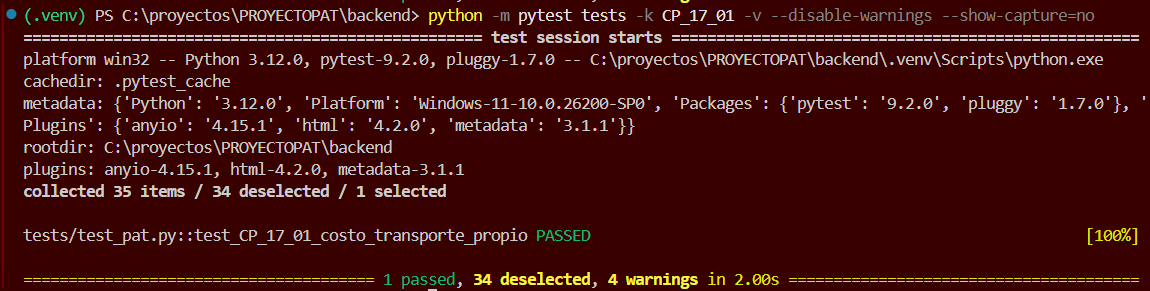 (.venv) PS C:\proyectos\PROYECTOPAT\backend> python -m pytest tests -k CP_17_01 -v --disable-warnings --show-capture=no
================================================= test session starts =================================================
platform win32 -- Python 3.12.0, pytest-9.2.0, pluggy-1.7.0 -- C:\proyectos\PROYECTOPAT\backend\.venv\Scripts\python.exe
cachedir: .pytest_cache
metadata: {'Python': '3.12.0', 'Platform': 'Windows-11-10.0.26200-SP0', 'Packages': {'pytest': '9.2.0', 'pluggy': '1.7.0'}, '
Plugins': {'anyio': '4.15.1', 'html': '4.2.0', 'metadata': '3.1.1'}}
rootdir: C:\proyectos\PROYECTOPAT\backend
plugins: anyio-4.15.1, html-4.2.0, metadata-3.1.1
collected 35 items / 34 deselected / 1 selected
tests/test_pat.py::test_CP_17_01_costo_transporte_propio PASSED [100%]
====================================== 1 passed, 34 deselected, 4 warnings in 2.00s ======================================